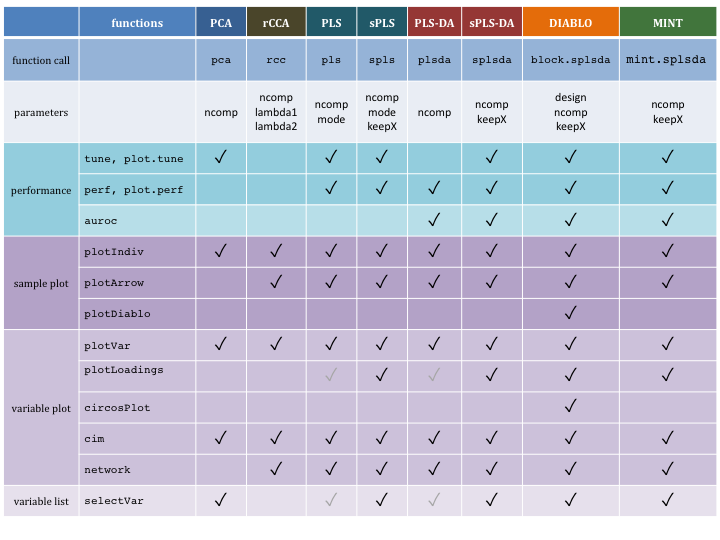 functions PCA rCCA PLS sPLS PLS-DA sPLS-DA DIABLO MINT
function call pca rcc pls spls plsda splsda block.splsda mint.splsda
parameters ncomp ncomp lambda1 lambda2 ncomp mode ncomp mode keepX ncomp ncomp keepX design ncomp keepX ncomp keepX
performance
tune, plot.tune ✓ ✓ ✓ ✓ ✓ ✓
perf, plot.perf ✓ ✓ ✓ ✓ ✓ ✓
auroc ✓ ✓ ✓ ✓
sample plot
plotIndiv ✓ ✓ ✓ ✓ ✓ ✓ ✓ ✓
plotArrow ✓ ✓ ✓ ✓ ✓ ✓ ✓
plotDiablo ✓
variable plot
plotVar ✓ ✓ ✓ ✓ ✓ ✓ ✓ ✓
plotLoadings ✓ ✓ ✓ ✓ ✓ ✓
circosPlot ✓
cim ✓ ✓ ✓ ✓ ✓ ✓ ✓ ✓
network ✓ ✓ ✓ ✓ ✓ ✓ ✓
variable list selectVar ✓ ✓ ✓ ✓ ✓ ✓ ✓